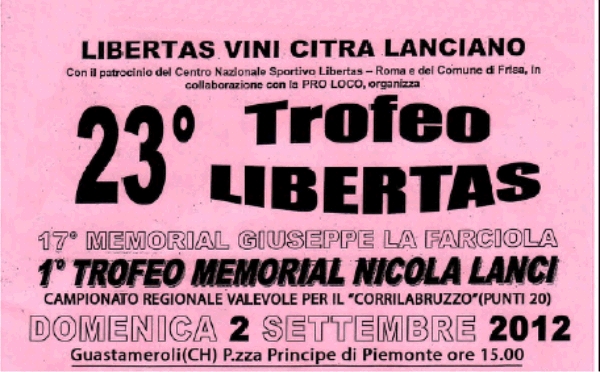 LIBERTAS VINI CITRA LANCIANO
Con il patrocinio del Centro Nazionale Sportivo Libertas – Roma e del Comune di Frisa, in
collaborazione con la PRO LOCO, organizza
23° Trofeo
LIBERTAS
17° MEMORIAL GIUSEPPE LA FARCIOLA
1° TROFEO MEMORIAL NICOLA LANCI
CAMPIONATO REGIONALE VALEVOLE PER IL "CORRILABRUZZO"(PUNTI 20)
DOMENICA 2 SETTEMBRE 2012
Guastameroli(CH) P.zza Principe di Piemonte ore 15.00